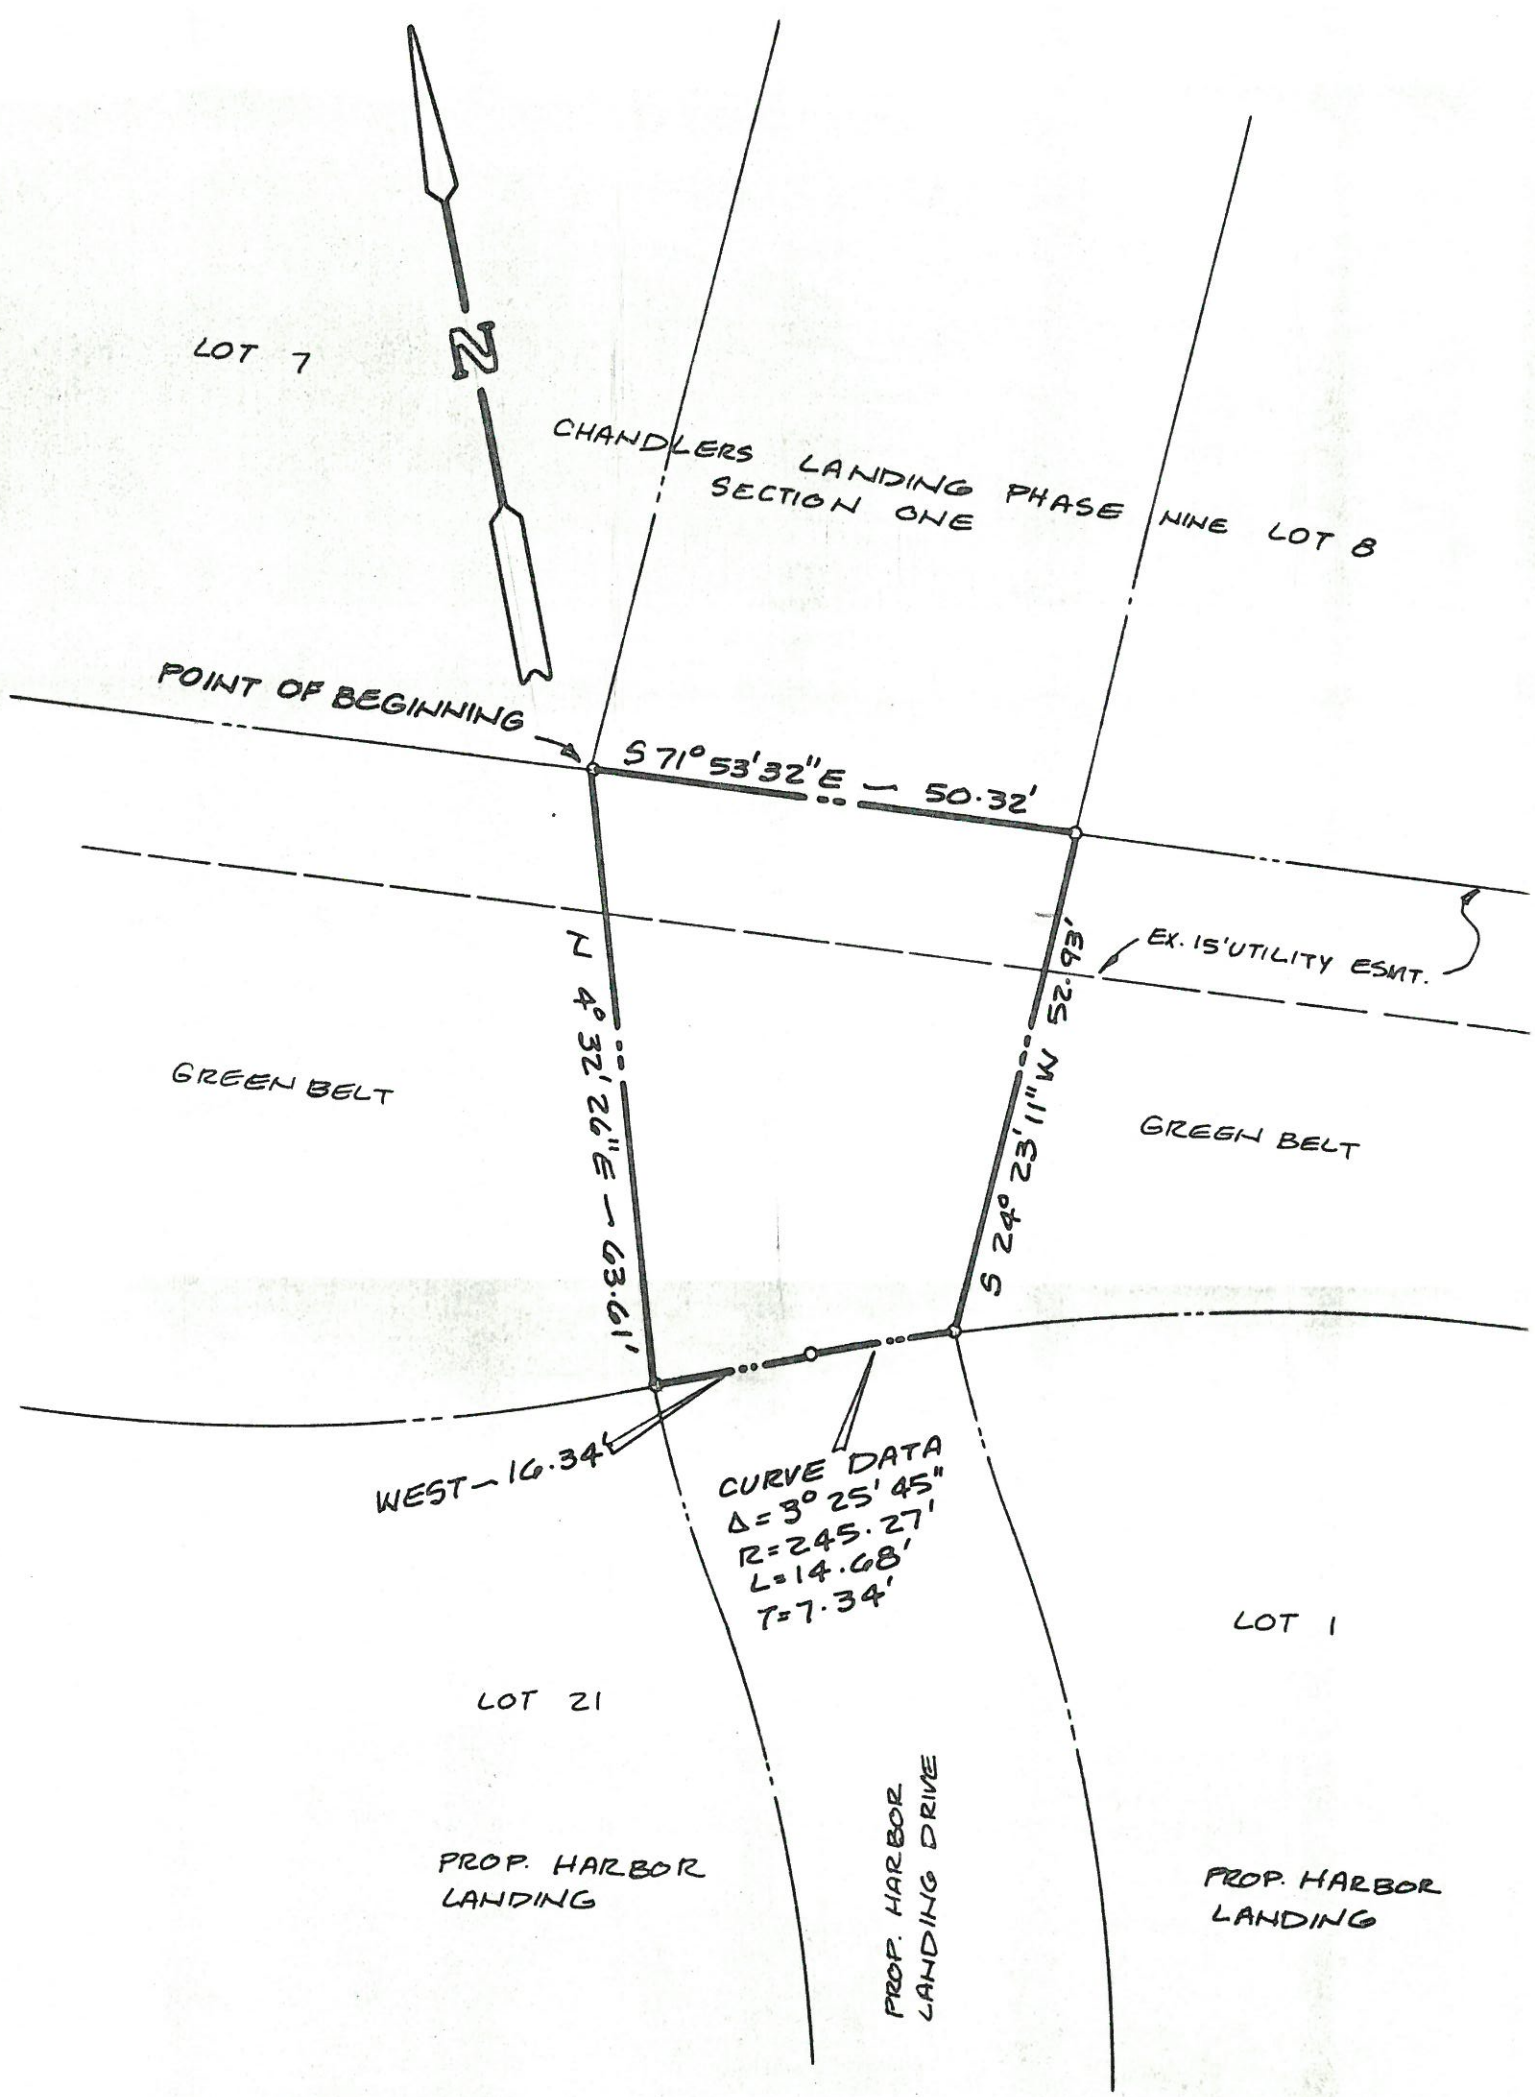 N
LOT 7
CHANDLERS LANDING PHASE NINE LOT 8
SECTION ONE
POINT OF BEGINNING
S 71° 53' 32" E — 50.32'
EX. 15' UTILITY ESMT.
N 4° 32' 26" E — 63.61'
S 24° 23' 11" W 52.93'
GREEN BELT
GREEN BELT
WEST — 16.34'
CURVE DATA
Δ = 3° 25' 45"
R = 245.27'
L = 14.68'
T = 7.34'
LOT 1
LOT 21
PROP. HARBOR
LANDING DRIVE
PROP. HARBOR
LANDING
PROP. HARBOR
LANDING